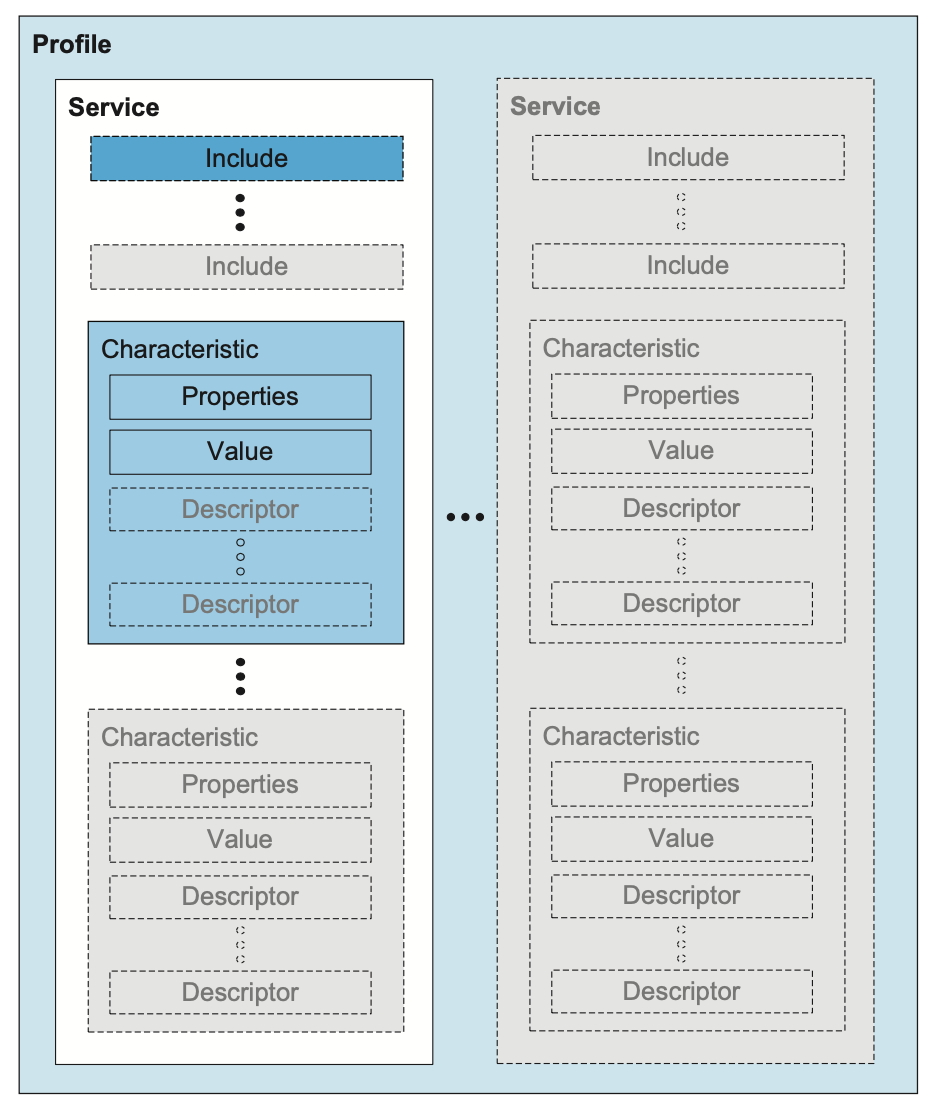 Profile
Service
Include
Include
Characteristic
Properties
Value
Descriptor
Descriptor
Characteristic
Properties
Value
Descriptor
Descriptor
Service
Include
Include
Characteristic
Properties
Value
Descriptor
Descriptor
Characteristic
Properties
Value
Descriptor
Descriptor